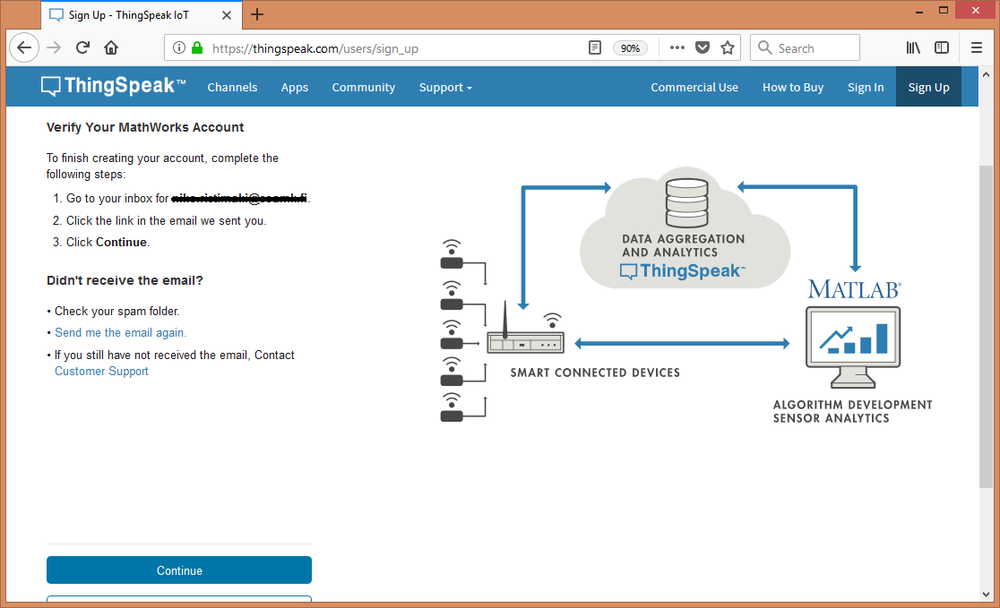 Sign Up - ThingSpeak IoT
https://thingspeak.com/users/sign_up
90%
Search
ThingSpeak™
Channels
Apps
Community
Support
Commercial Use
How to Buy
Sign In
Sign Up
Verify Your MathWorks Account
To finish creating your account, complete the
following steps:
1. Go to your inbox for
2. Click the link in the email we sent you.
3. Click Continue.
Didn't receive the email?
• Check your spam folder.
• Send me the email again.
• If you still have not received the email, Contact
Customer Support
Continue
DATA AGGREGATION
AND ANALYTICS
ThingSpeak™
MATLAB®
SMART CONNECTED DEVICES
ALGORITHM DEVELOPMENT
SENSOR ANALYTICS